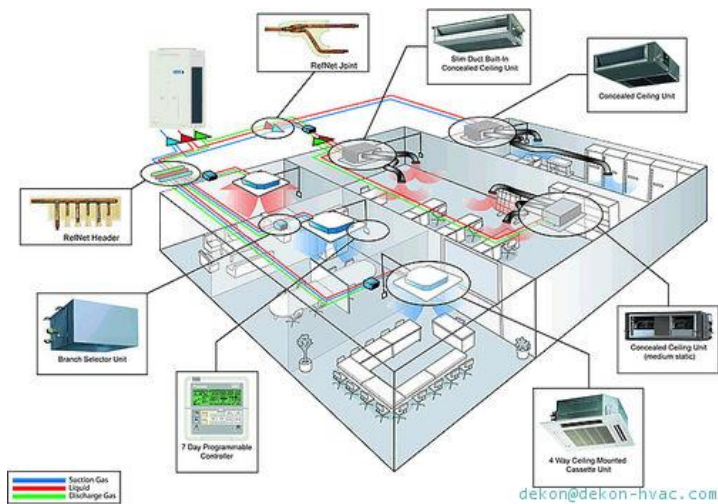 RefNet Joint
Slim Duct Built-In
Concealed Ceiling Unit
Concealed Ceiling Unit
RefNet Header
Branch Selector Unit
Concealed Ceiling Unit
(medium static)
7 Day Programmable
Controller
4 Way Ceiling Mounted
Cassette Unit
Suction Gas
Liquid
Discharge Gas
dekon@dekon-hvac.com